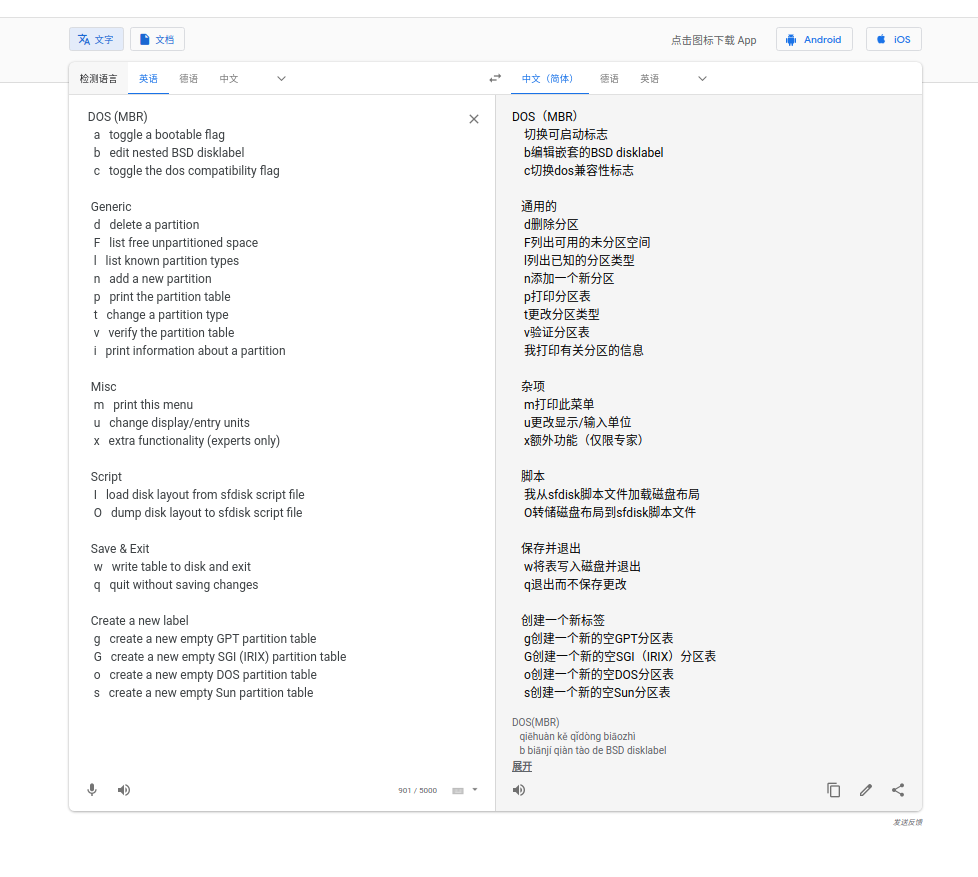 文字 文档 点击图标下载 App Android iOS
检测语言 英语 德语 中文 中文（简体） 德语 英语
DOS (MBR)
a toggle a bootable flag
b edit nested BSD disklabel
c toggle the dos compatibility flag
Generic
d delete a partition
F list free unpartitioned space
l list known partition types
n add a new partition
p print the partition table
t change a partition type
v verify the partition table
i print information about a partition
Misc
m print this menu
u change display/entry units
x extra functionality (experts only)
Script
I load disk layout from sfdisk script file
O dump disk layout to sfdisk script file
Save & Exit
w write table to disk and exit
q quit without saving changes
Create a new label
g create a new empty GPT partition table
G create a new empty SGI (IRIX) partition table
o create a new empty DOS partition table
s create a new empty Sun partition table
901 / 5000
DOS（MBR）
切换可启动标志
b编辑嵌套的BSD disklabel
c切换dos兼容性标志
通用的
d删除分区
F列出可用的未分区空间
l列出已知的分区类型
n添加一个新分区
p打印分区表
t更改分区类型
v验证分区表
我打印有关分区的信息
杂项
m打印此菜单
u更改显示/输入单位
x额外功能（仅限专家）
脚本
我从sfdisk脚本文件加载磁盘布局
O转储磁盘布局到sfdisk脚本文件
保存并退出
w将表写入磁盘并退出
q退出而不保存更改
创建一个新标签
g创建一个新的空GPT分区表
G创建一个新的空SGI（IRIX）分区表
o创建一个新的空DOS分区表
s创建一个新的空Sun分区表
DOS(MBR)
qiēhuàn kě qǐdòng biāozhì
b biānjí qiàn tào de BSD disklabel
展开
发送反馈